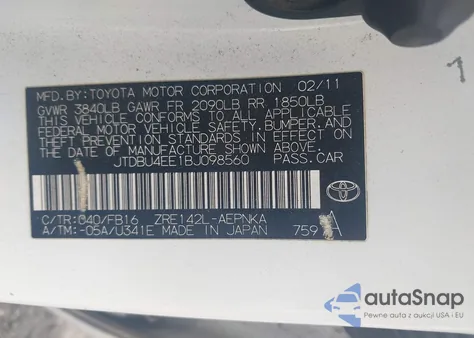 MFD.BY:TOYOTA MOTOR CORPORATION 02/11
GVWR 3840LB GAWR FR 2090LB RR 1850LB
THIS VEHICLE CONFORMS TO ALL APPLICABLE
FEDERAL MOTOR VEHICLE SAFETY,BUMPER,AND
THEFT PREVENTION STANDARDS IN EFFECT ON
THE DATE OF MANUFACTURE SHOWN ABOVE.
JTDBU4EE1BJ098560 PASS.CAR
C/TR:040/FB16 ZRE142L-AEPNKA
A/TM:-05A/U341E MADE IN JAPAN 759 A
TOYOTA
autoSnap
Pewne auta z aukcji USA i EU